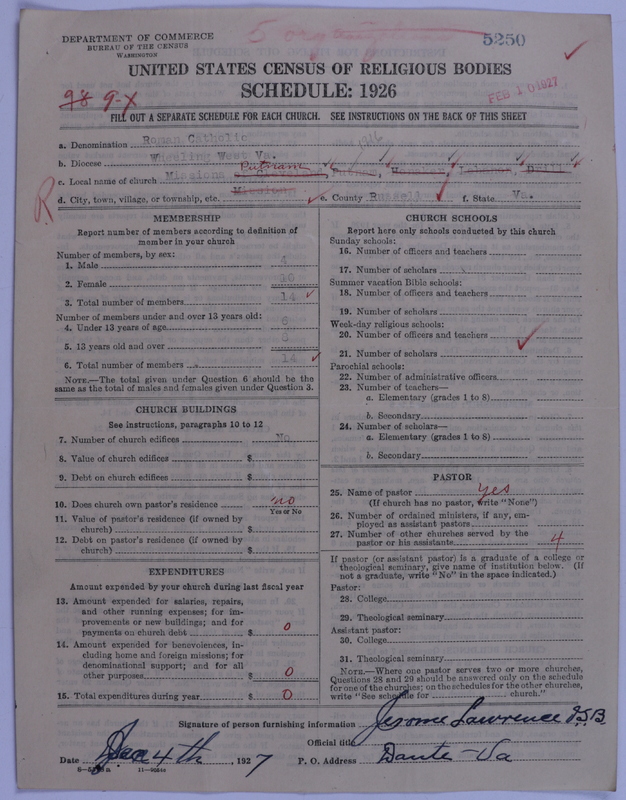 DEPARTMENT OF COMMERCE
BUREAU OF THE CENSUS
WASHINGTON
5250
UNITED STATES CENSUS OF RELIGIOUS BODIES
SCHEDULE: 1926
FEB 10 1927
98 9-X
FILL OUT A SEPARATE SCHEDULE FOR EACH CHURCH. SEE INSTRUCTIONS ON THE BACK OF THIS SHEET
a. Denomination Roman Catholic
b. Diocese Wheeling West Va.
c. Local name of church Missions Putnam
d. City, town, village, or township, etc. Missions e. County Russell f. State Va.
R
MEMBERSHIP
Report number of members according to definition of member in your church
Number of members, by sex:
1. Male 4
2. Female 10
3. Total number of members 14
Number of members under and over 13 years old:
4. Under 13 years of age 6
5. 13 years old and over 8
6. Total number of members 14
NOTE.—The total given under Question 6 should be the same as the total of males and females given under Question 3.
CHURCH BUILDINGS
See instructions, paragraphs 10 to 12
7. Number of church edifices No
8. Value of church edifices $
9. Debt on church edifices $
10. Does church own pastor's residence no
Yes or No
11. Value of pastor's residence (if owned by church) $
12. Debt on pastor's residence (if owned by church) $
EXPENDITURES
Amount expended by your church during last fiscal year
13. Amount expended for salaries, repairs, and other running expenses; for improvements or new buildings; and for payments on church debt $ 0
14. Amount expended for benevolences, including home and foreign missions; for denominational support; and for all other purposes $ 0
15. Total expenditures during year $ 0
CHURCH SCHOOLS
Report here only schools conducted by this church
Sunday schools:
16. Number of officers and teachers
17. Number of scholars
Summer vacation Bible schools:
18. Number of officers and teachers
19. Number of scholars
Week-day religious schools:
20. Number of officers and teachers
21. Number of scholars
Parochial schools:
22. Number of administrative officers
23. Number of teachers—
a. Elementary (grades 1 to 8)
b. Secondary
24. Number of scholars—
a. Elementary (grades 1 to 8)
b. Secondary
PASTOR
25. Name of pastor yes
(If church has no pastor, write "None")
26. Number of ordained ministers, if any, employed as assistant pastors
27. Number of other churches served by the pastor or his assistants 4
If pastor (or assistant pastor) is a graduate of a college or theological seminary, give name of institution below. (If not a graduate, write "No" in the space indicated.)
Pastor:
28. College
29. Theological seminary
Assistant pastor:
30. College
31. Theological seminary
NOTE.—Where one pastor serves two or more churches, Questions 28 and 29 should be answered only on the schedule for one of the churches; on the schedules for the other churches, write "See schedule for church."
Signature of person furnishing information Jerome Lawrence O.S.B.
Official title
Date Jan 4th, 1927 P. O. Address Dante - Va
11-4084a